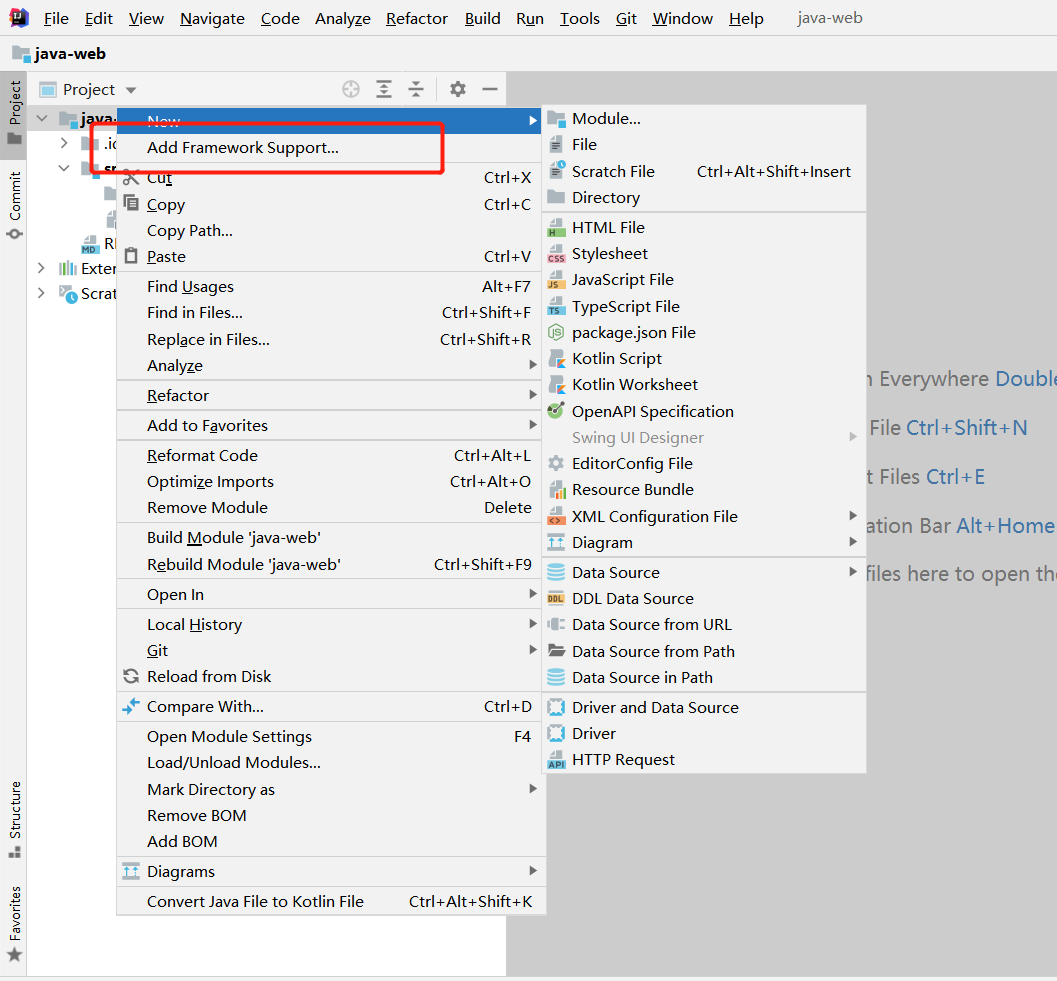 File Edit View Navigate Code Analyze Refactor Build Run Tools Git Window Help java-web
java-web
Project
Project
Commit
Structure
Favorites
java-
.ic
sr
MD RI
Exter
Scrat
New
Add Framework Support...
Cut Ctrl+X
Copy Ctrl+C
Copy Path...
Paste Ctrl+V
Find Usages Alt+F7
Find in Files... Ctrl+Shift+F
Replace in Files... Ctrl+Shift+R
Analyze
Refactor
Add to Favorites
Reformat Code Ctrl+Alt+L
Optimize Imports Ctrl+Alt+O
Remove Module Delete
Build Module 'java-web'
Rebuild Module 'java-web' Ctrl+Shift+F9
Open In
Local History
Git
Reload from Disk
Compare With... Ctrl+D
Open Module Settings F4
Load/Unload Modules...
Mark Directory as
Remove BOM
Add BOM
Diagrams
Convert Java File to Kotlin File Ctrl+Alt+Shift+K
Module...
File
Scratch File Ctrl+Alt+Shift+Insert
Directory
H HTML File
CSS Stylesheet
JS JavaScript File
TS TypeScript File
JS package.json File
Kotlin Script
Kotlin Worksheet
OpenAPI Specification
Swing UI Designer
EditorConfig File
Resource Bundle
XML Configuration File
Diagram
Data Source
DDL DDL Data Source
Data Source from URL
Data Source from Path
Data Source in Path
Driver and Data Source
Driver
API HTTP Request
h Everywhere Double
File Ctrl+Shift+N
t Files Ctrl+E
ation Bar Alt+Home
files here to open the